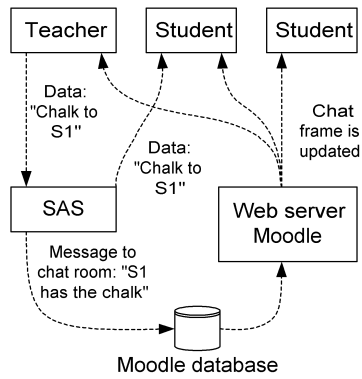 Teacher
Student
Student
Data:
"Chalk to
S1"
Data:
"Chalk to
S1"
Chat
frame is
updated
SAS
Web server
Moodle
Message to
chat room: "S1
has the chalk"
Moodle database